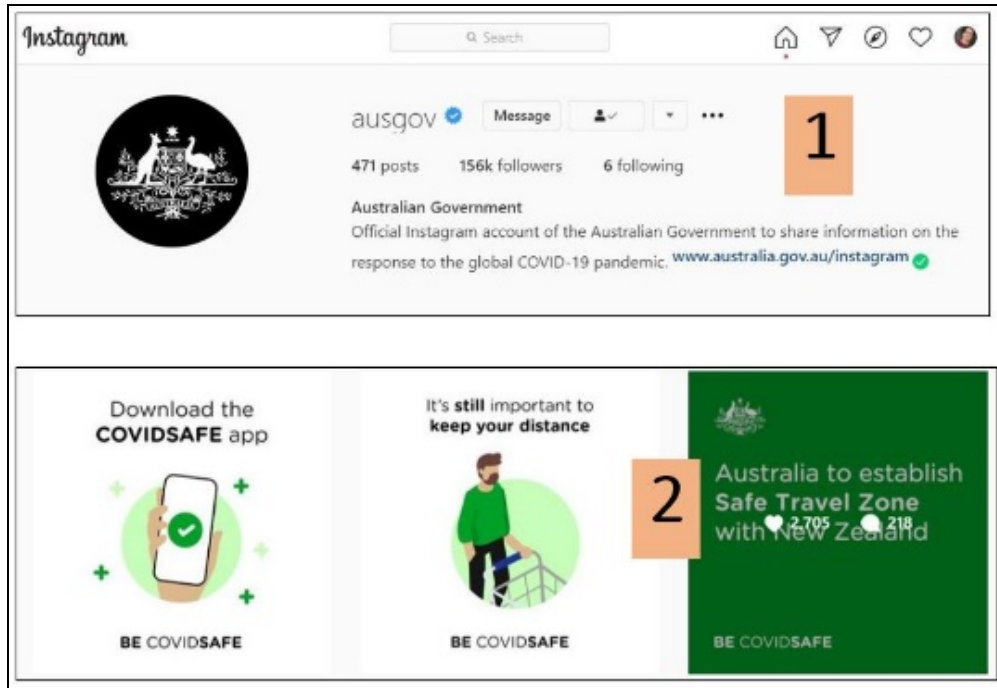 Instagram
Search
ausgov Message
1
471 posts 156k followers 6 following
Australian Government
Official Instagram account of the Australian Government to share information on the
response to the global COVID-19 pandemic. www.australia.gov.au/instagram
Download the
COVIDSAFE app
BE COVIDSAFE
It's still important to
keep your distance
BE COVIDSAFE
2
Australia to establish
Safe Travel Zone
2,705 218
with New Zealand
BE COVIDSAFE